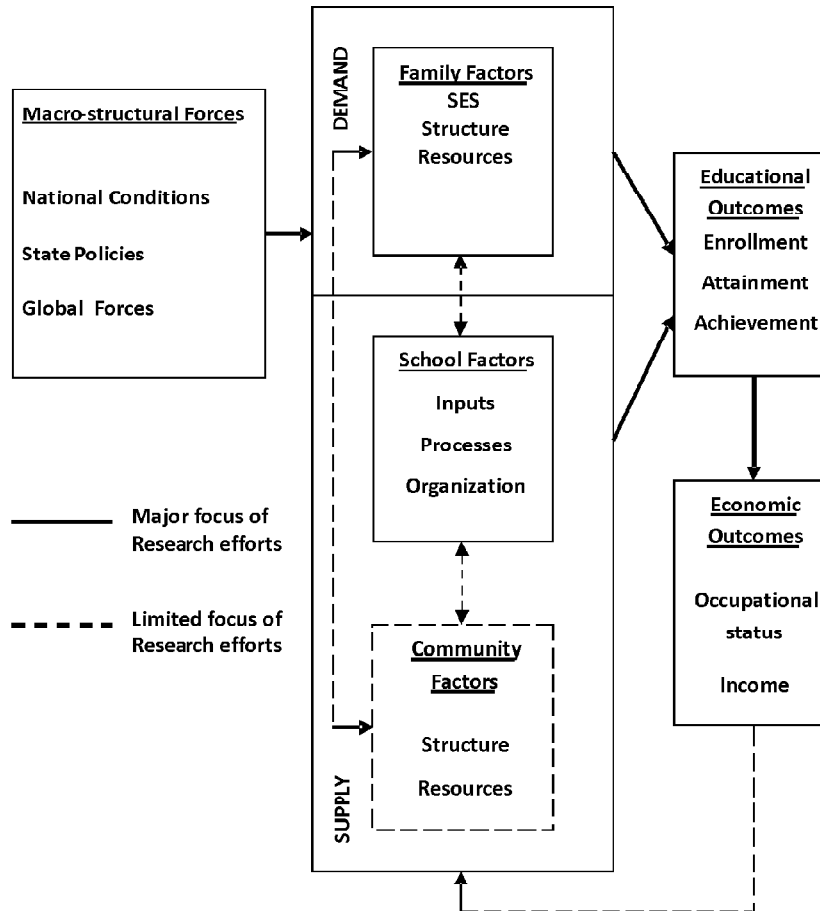 Macro-structural Forces
National Conditions
State Policies
Global Forces
DEMAND
Family Factors
SES
Structure
Resources
School Factors
Inputs
Processes
Organization
Community
Factors
Structure
Resources
SUPPLY
Educational
Outcomes
Enrollment
Attainment
Achievement
Economic
Outcomes
Occupational
status
Income
Major focus of
Research efforts
Limited focus of
Research efforts